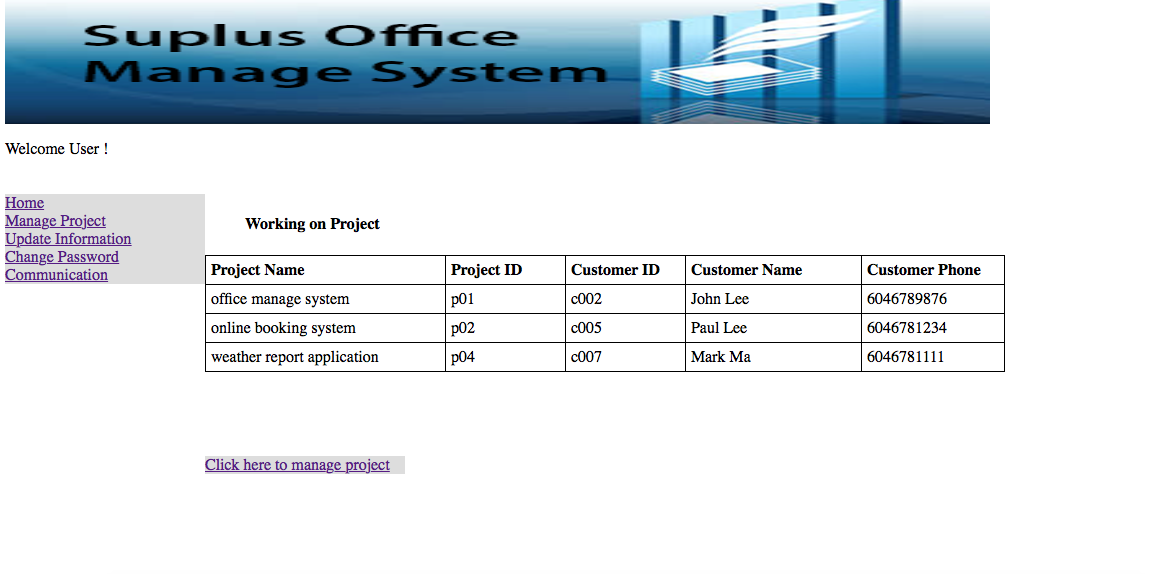 Suplus Office
Manage System
Welcome User !
Home
Manage Project
Update Information
Change Password
Communication
Working on Project
Project Name Project ID Customer ID Customer Name Customer Phone
office manage system p01 c002 John Lee 6046789876
online booking system p02 c005 Paul Lee 6046781234
weather report application p04 c007 Mark Ma 6046781111
Click here to manage project